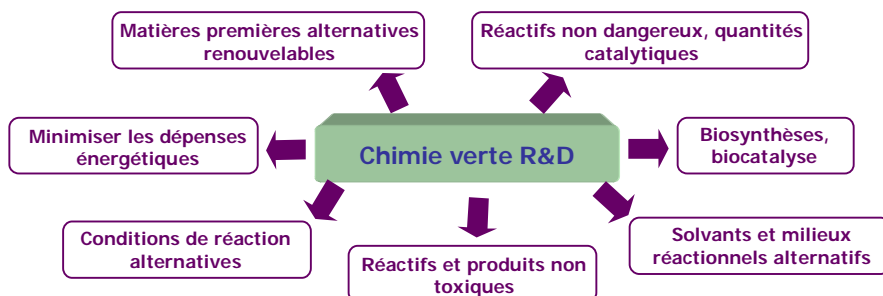 Matières premières alternatives
renouvelables
Réactifs non dangereux, quantités
catalytiques
Minimiser les dépenses
énergétiques
Chimie verte R&D
Biosynthèses,
biocatalyse
Conditions de réaction
alternatives
Réactifs et produits non
toxiques
Solvants et milieux
réactionnels alternatifs